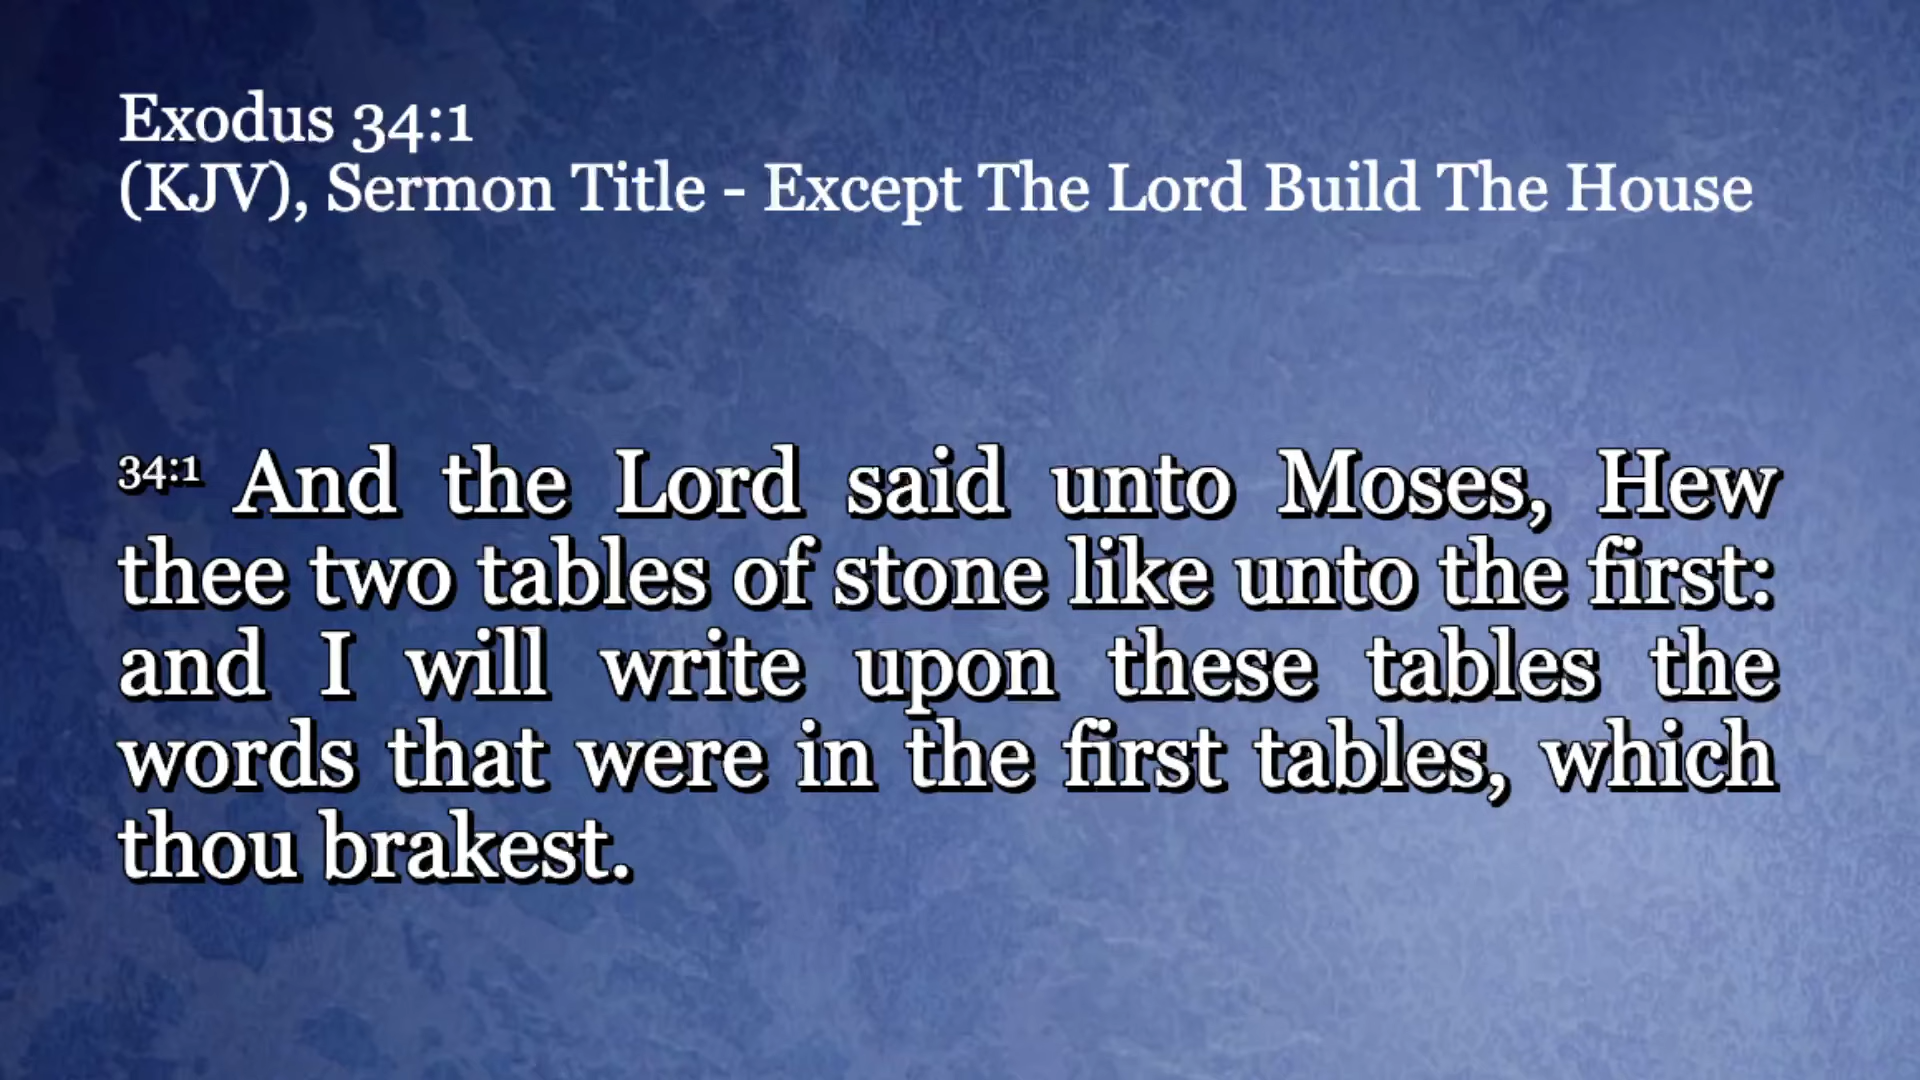 Exodus 34:1
(KJV), Sermon Title - Except The Lord Build The House
34:1 And the Lord said unto Moses, Hew
thee two tables of stone like unto the first:
and I will write upon these tables the
words that were in the first tables, which
thou brakest.